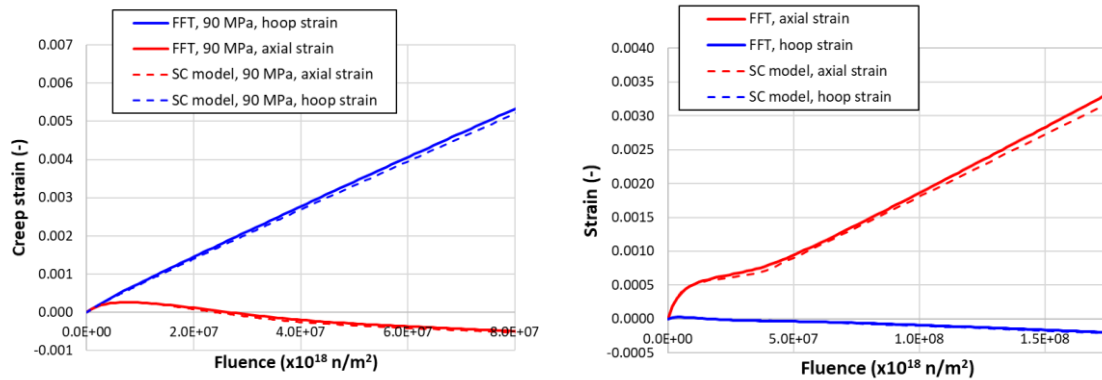 FFT, 90 MPa, hoop strain
FFT, 90 MPa, axial strain
SC model, 90 MPa, axial strain
SC model, 90 MPa, hoop strain
0.007
0.006
0.005
0.004
0.003
0.002
0.001
0.000
-0.001
Creep strain (-)
0.0E+00
2.0E+07
4.0E+07
6.0E+07
8.0E+07
Fluence (x10¹⁸ n/m²)
FFT, axial strain
FFT, hoop strain
SC model, axial strain
SC model, hoop strain
0.0040
0.0035
0.0030
0.0025
0.0020
0.0015
0.0010
0.0005
0.0000
-0.0005
Strain (-)
0.0E+00
5.0E+07
1.0E+08
1.5E+08
Fluence (x10¹⁸ n/m²)